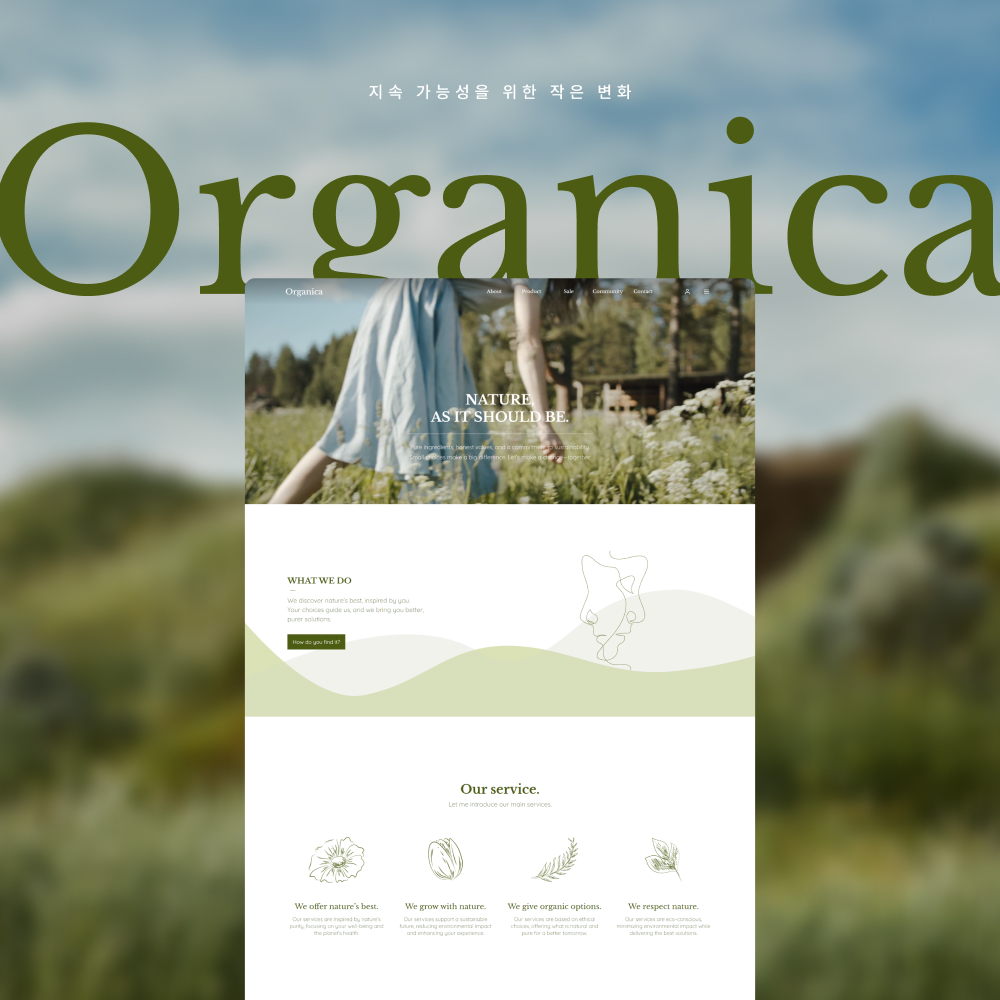 지속 가능성을 위한 작은 변화
Organica
Organica
About Product Sale Community Contact
NATURE,
AS IT SHOULD BE.
Pure ingredients, honest values, and a commitment to sustainability.
Small choices make a big difference. Let's make a change—together
WHAT WE DO
We discover nature's best, inspired by you.
Your choices guide us, and we bring you better,
purer solutions.
How do you find it?
Our service.
Let me introduce our main services.
We offer nature's best. We grow with nature. We give organic options. We respect nature.
Our services are inspired by nature's
purity, focusing on your well-being and
the planet's health.
Our services support a sustainable
future, reducing environmental impact
and enhancing your experience.
Our services are based on ethical
choices, offering what is natural and
pure for a better tomorrow.
Our services are eco-conscious,
minimizing environmental impact while
delivering the best solutions.